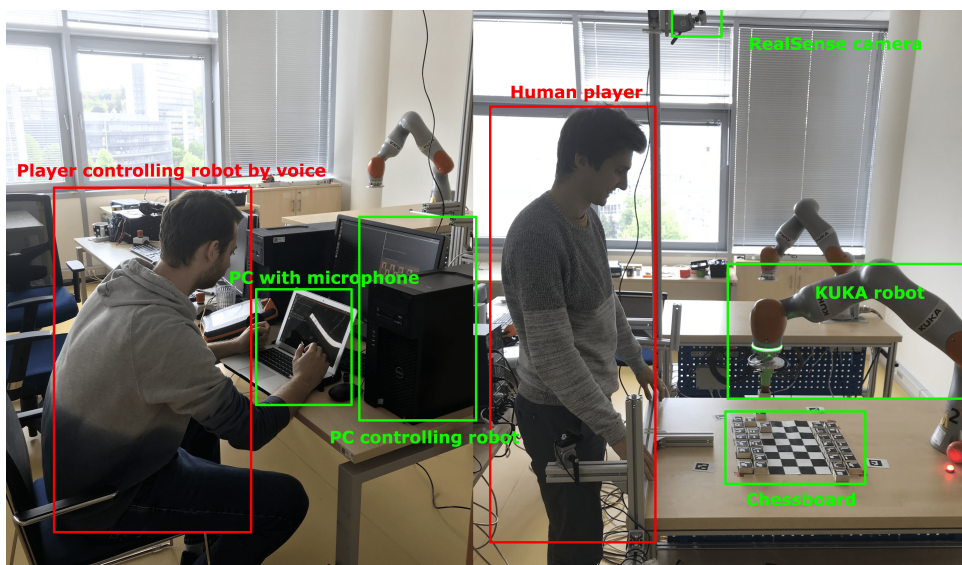 RealSense camera
Human player
Player controlling robot by voice
PC with microphone
KUKA robot
KUKA
PC controlling robot
Chessboard
2